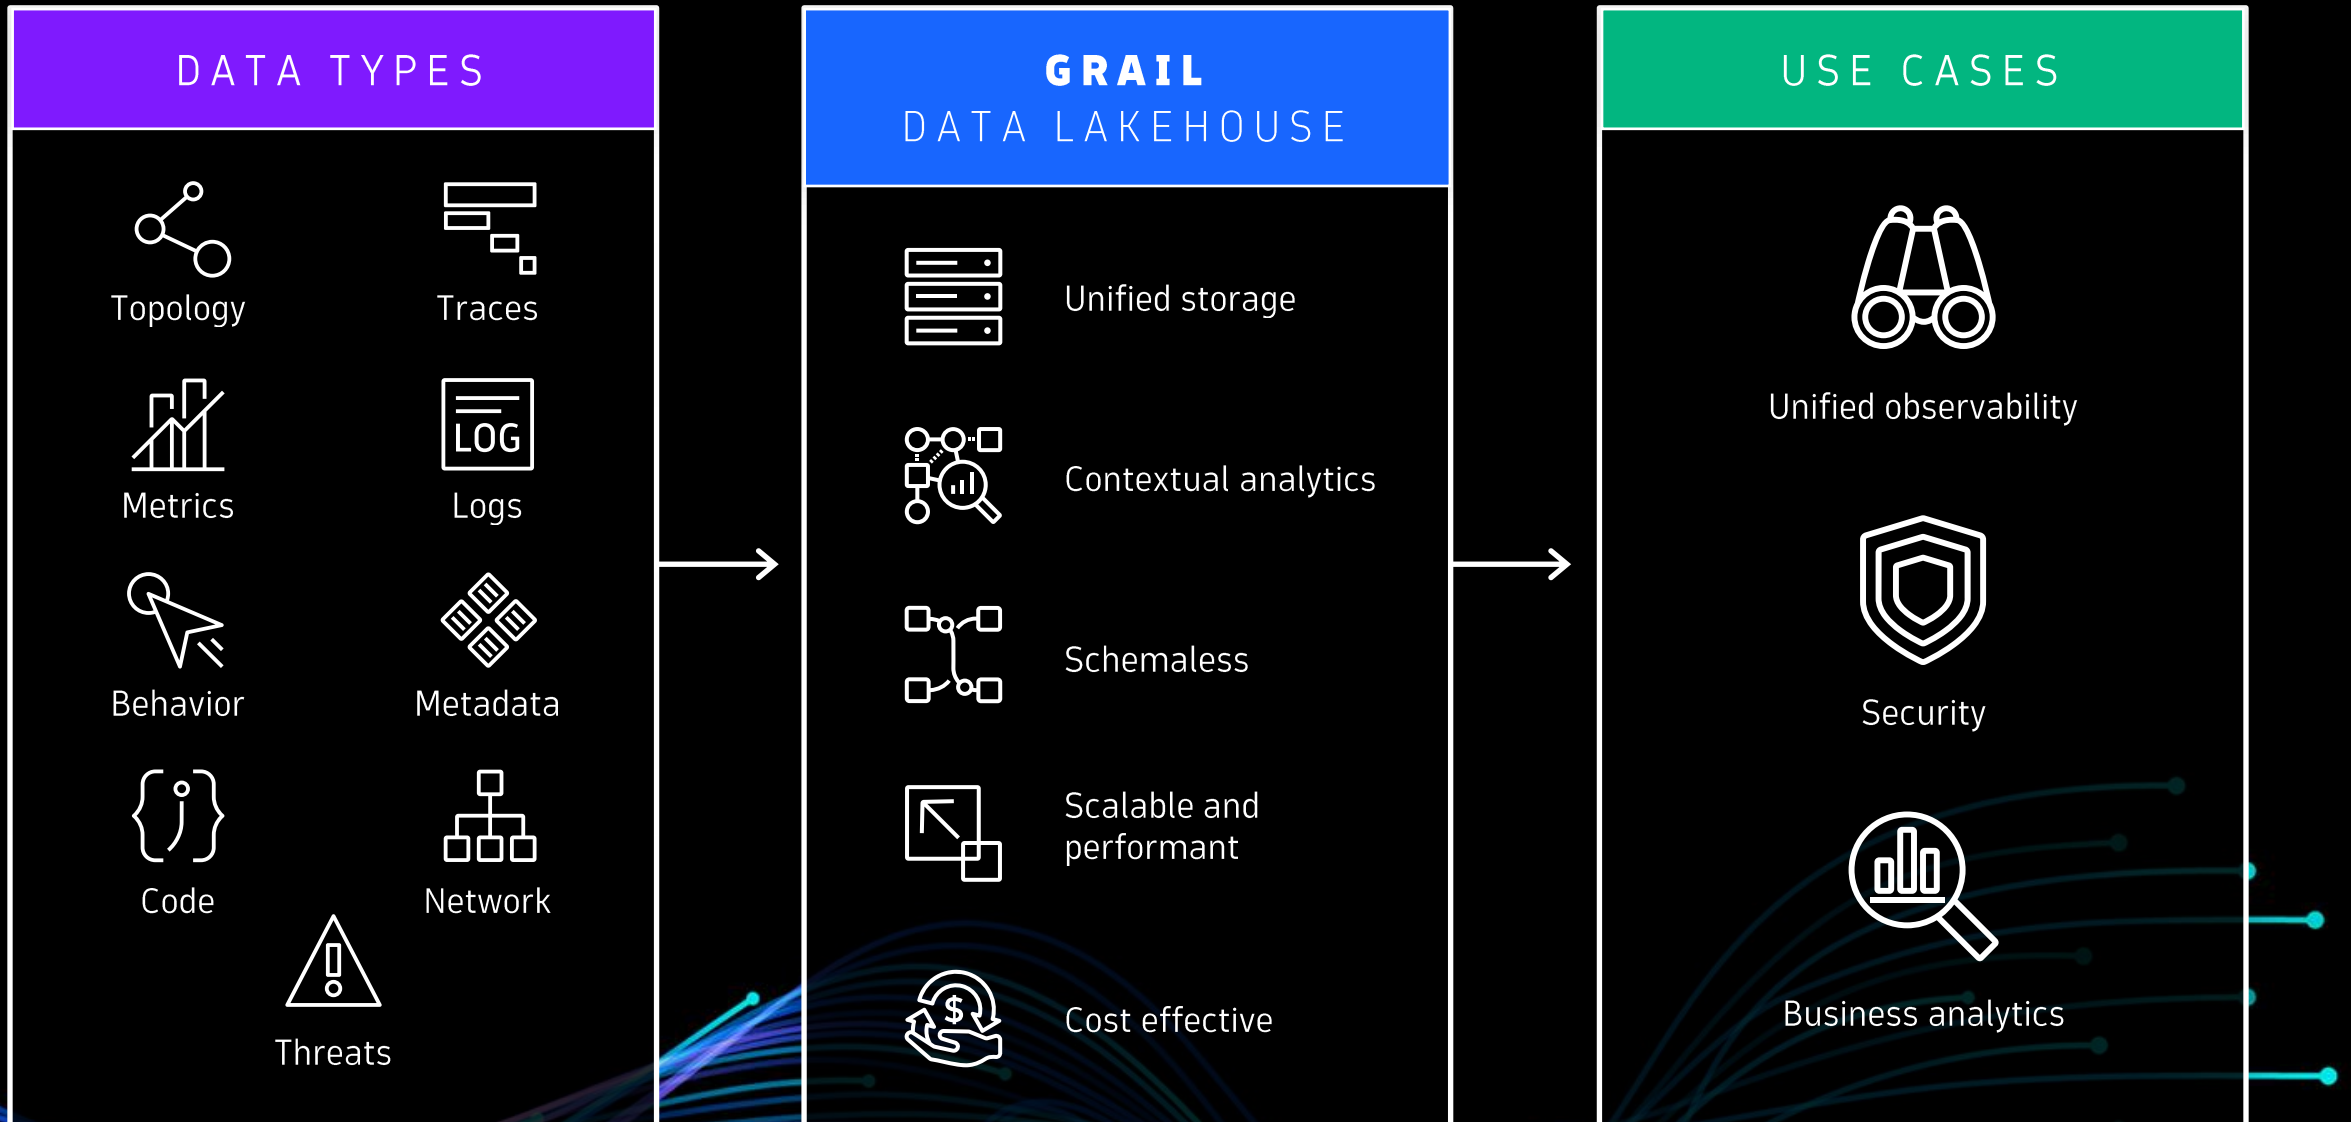 DATA TYPES
Topology
Traces
Metrics
LOG
Logs
Behavior
Metadata
Code
Network
Threats
GRAIL
DATA LAKEHOUSE
Unified storage
Contextual analytics
Schemaless
Scalable and
performant
$
Cost effective
USE CASES
Unified observability
Security
Business analytics